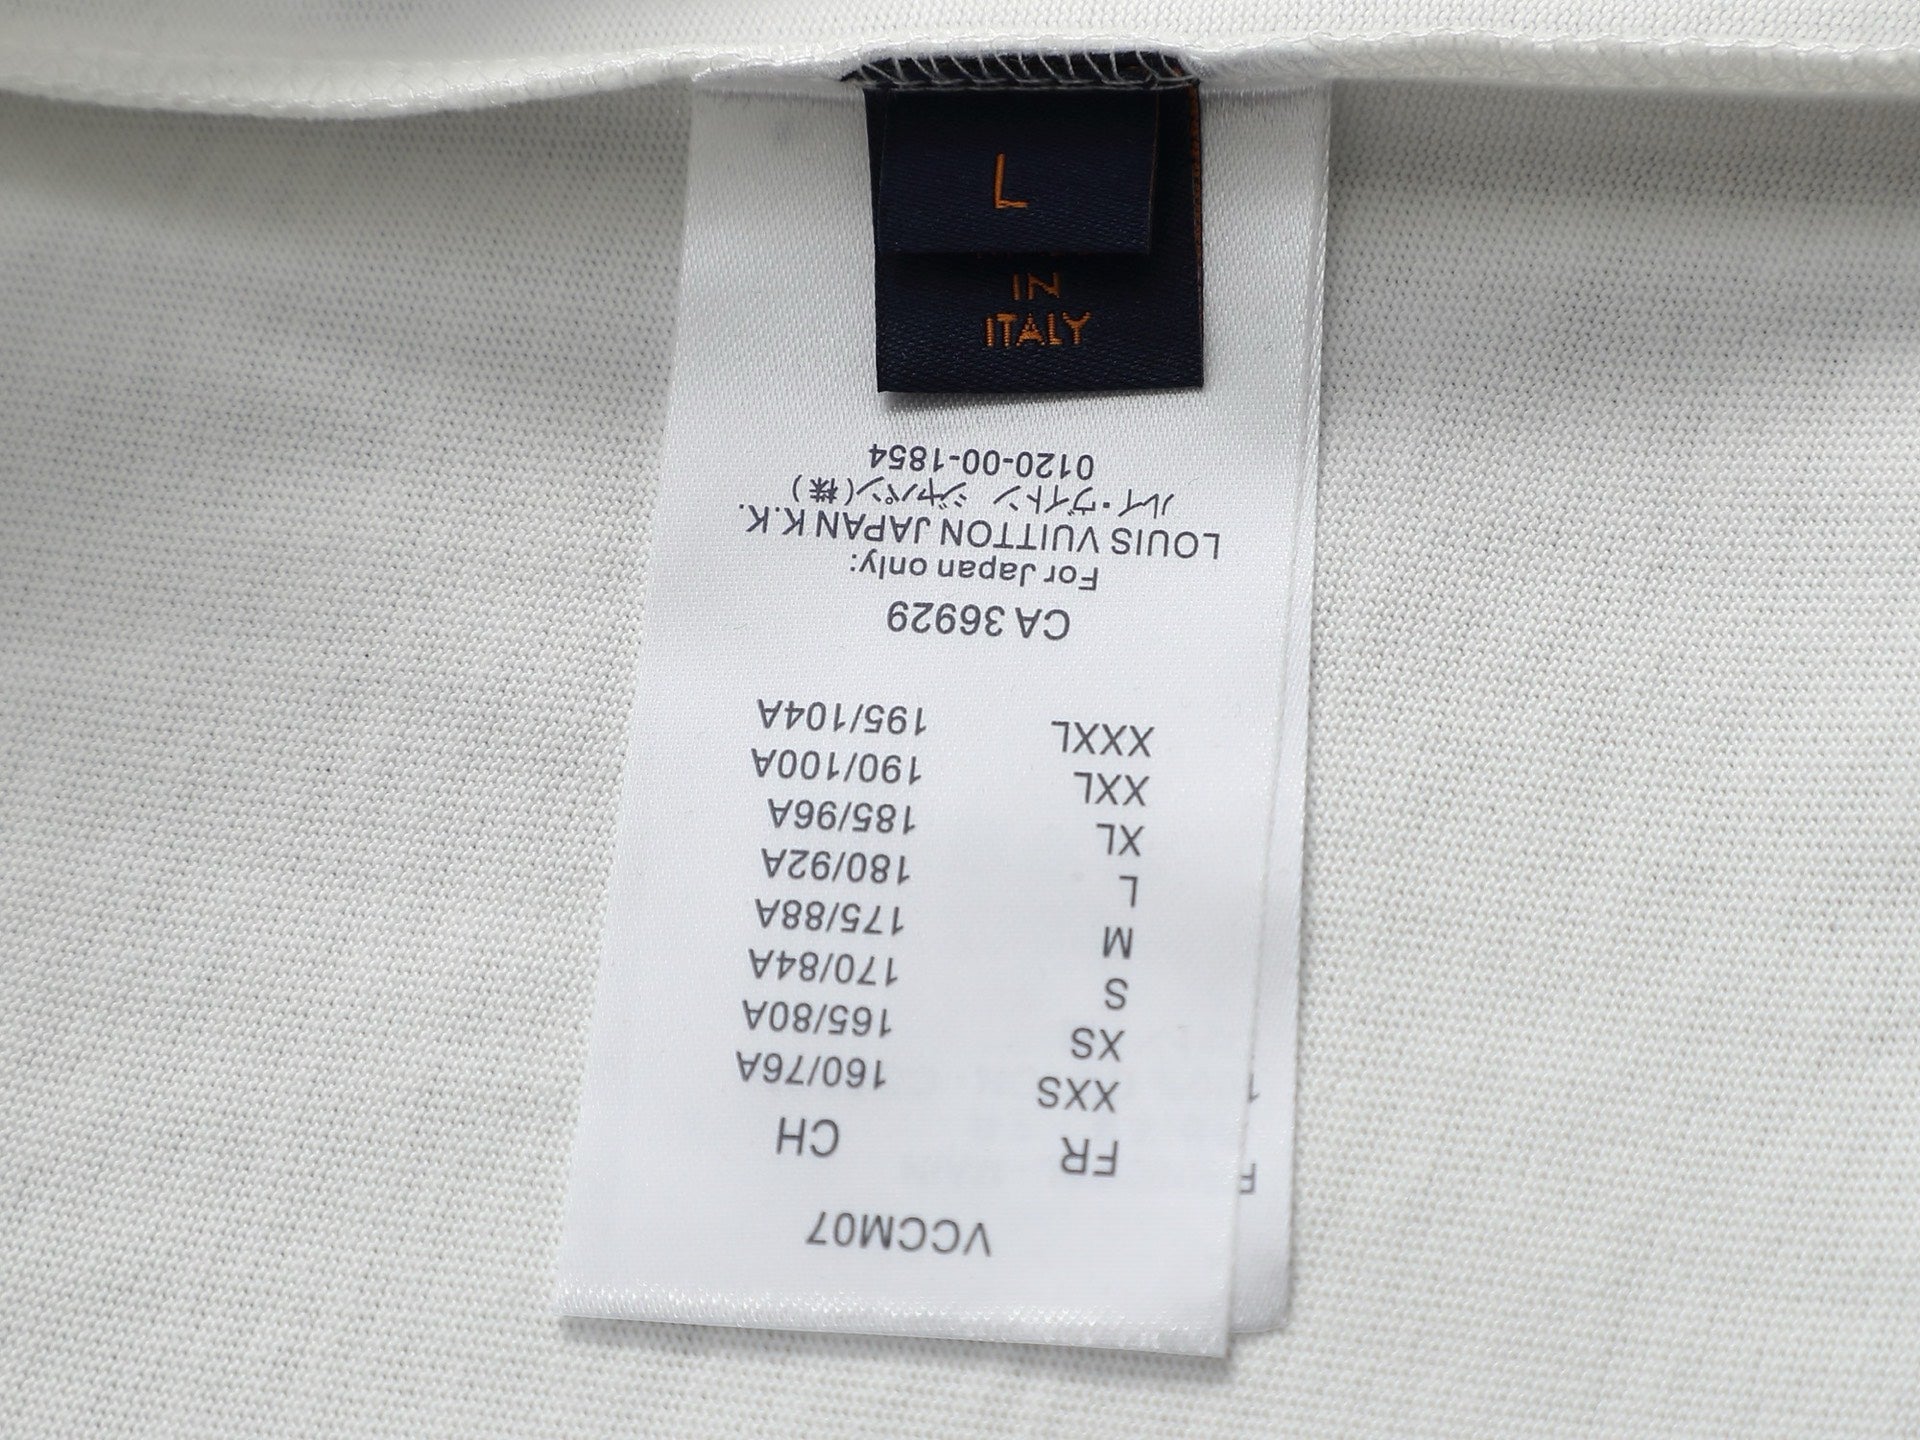 L
IN
ITALY
VCCM07
FR CH
XXS 160/76A
XS 165/80A
S 170/84A
M 175/88A
L 180/92A
XL 185/96A
XXL 190/100A
XXXL 195/104A
CA 36929
For Japan only:
LOUIS VUITTON JAPAN K.K.
ルイ・ヴィトン ジャパン(株)
0120-00-1854